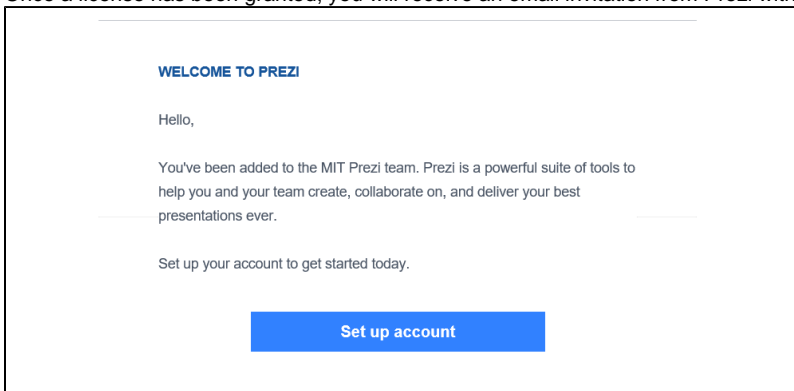 Once a license has been granted, you will receive an email invitation from Prezi with
WELCOME TO PREZI
Hello,
You've been added to the MIT Prezi team. Prezi is a powerful suite of tools to
help you and your team create, collaborate on, and deliver your best
presentations ever.
Set up your account to get started today.
Set up account